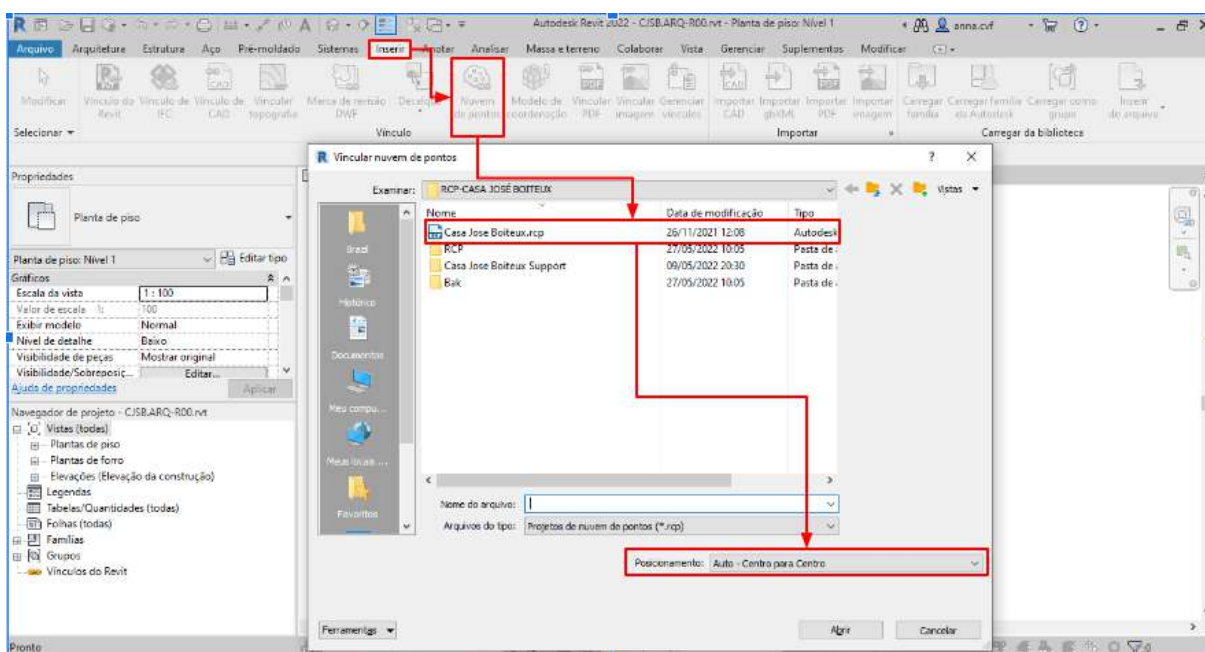 Autodesk Revit 2022 - CJSB.ARQ-R00.rvt - Planta de piso: Nível 1
anna.cvf
Arquivo Arquitetura Estrutura Aço Pré-moldado Sistemas Inserir Anotar Analisar Massa e terreno Colaborar Vista Gerenciar Suplementos Modificar
Modificar
Vínculo do Revit
Vínculo de IFC
Vínculo de CAD
Vincular topografia
Marca de revisão DWF
Decalque
Nuvem de pontos
Modelo de coordenação
Vincular PDF
Vincular imagem
Gerenciar vínculos
Importar CAD
Importar gbXML
Importar PDF
Importar imagem
Carregar família
Carregar família da Autodesk
Carregar como grupo
Inserir do arquivo
Selecionar
Vínculo
Importar
Carregar da biblioteca
Propriedades
Planta de piso
Planta de piso: Nível 1
Editar tipo
Gráficos
Escala da vista 1 : 100
Valor de escala 1: 100
Exibir modelo Normal
Nível de detalhe Baixo
Visibilidade de peças Mostrar original
Visibilidade/Sobreposiç... Editar...
Ajuda de propriedades Aplicar
Navegador de projeto - CJSB.ARQ-R00.rvt
Vistas (todas)
Plantas de piso
Plantas de forro
Elevações (Elevação da construção)
Legendas
Tabelas/Quantidades (todas)
Folhas (todas)
Famílias
Grupos
Vínculos do Revit
Pronto
Vincular nuvem de pontos ?
Examinar: RCP-CASA JOSÉ BOITEUX Vistas
Nome Data de modificação Tipo
Casa Jose Boiteux.rcp 26/11/2021 12:08 Autodesk
RCP 27/05/2022 10:05 Pasta de
Casa Jose Boiteux Support 09/05/2022 20:30 Pasta de
Bak 27/05/2022 10:05 Pasta de
Brazil
Histórico
Documentos
Meu compu...
Meus locais ...
Favoritos
Nome do arquivo:
Arquivos do tipo: Projetos de nuvem de pontos (*.rcp)
Posicionamento: Auto - Centro para Centro
Ferramentas
Abrir
Cancelar